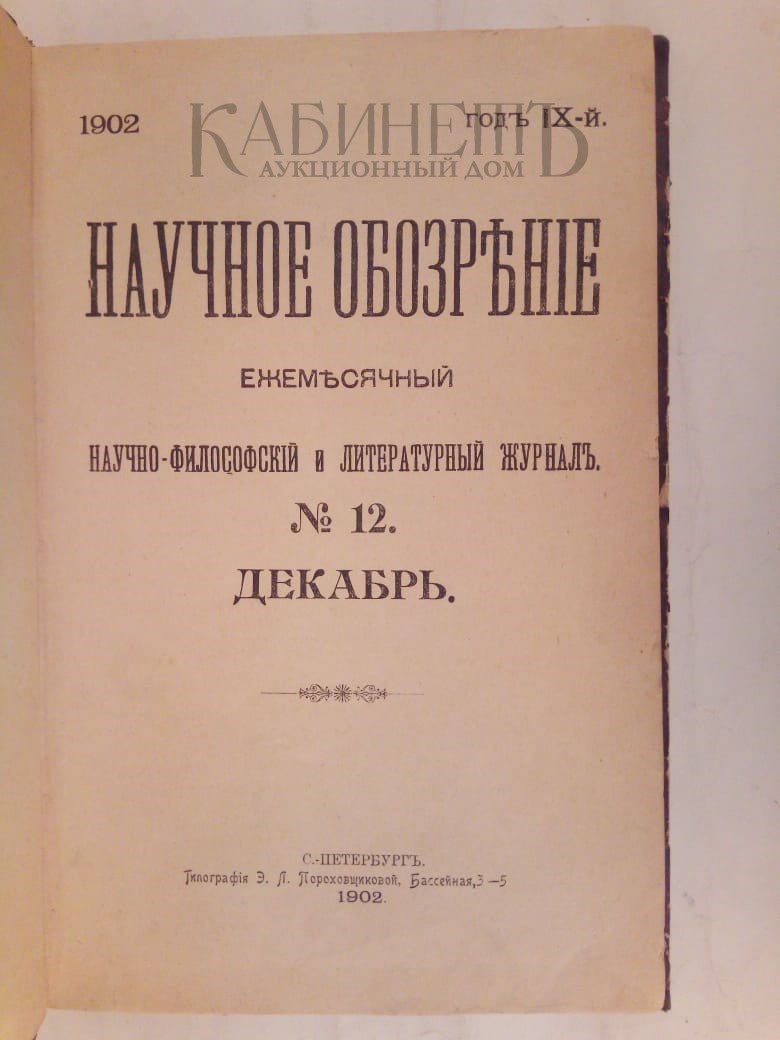 1902 годъ IX-й.
КАБИНЕТЪ
АУКЦИОННЫЙ ДОМ
НАУЧНОЕ ОБОЗРѢНІЕ
ЕЖЕМѢСЯЧНЫЙ
НАУЧНО-ФИЛОСОФСКІЙ и ЛИТЕРАТУРНЫЙ ЖУРНАЛЪ.
№ 12.
ДЕКАБРЬ.
С.-ПЕТЕРБУРГЪ.
Типографія Э. Л. Пороховщиковой, Бассейная, 3—5
1902.